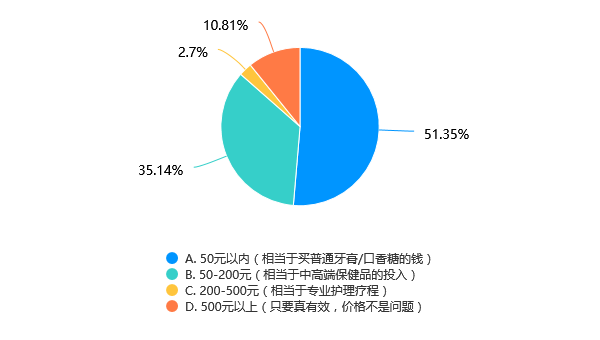 10.81%
2.7%
51.35%
35.14%
A. 50元以内（相当于买普通牙膏/口香糖的钱）
B. 50-200元（相当于中高端保健品的投入）
C. 200-500元（相当于专业护理疗程）
D. 500元以上（只要真有效，价格不是问题）